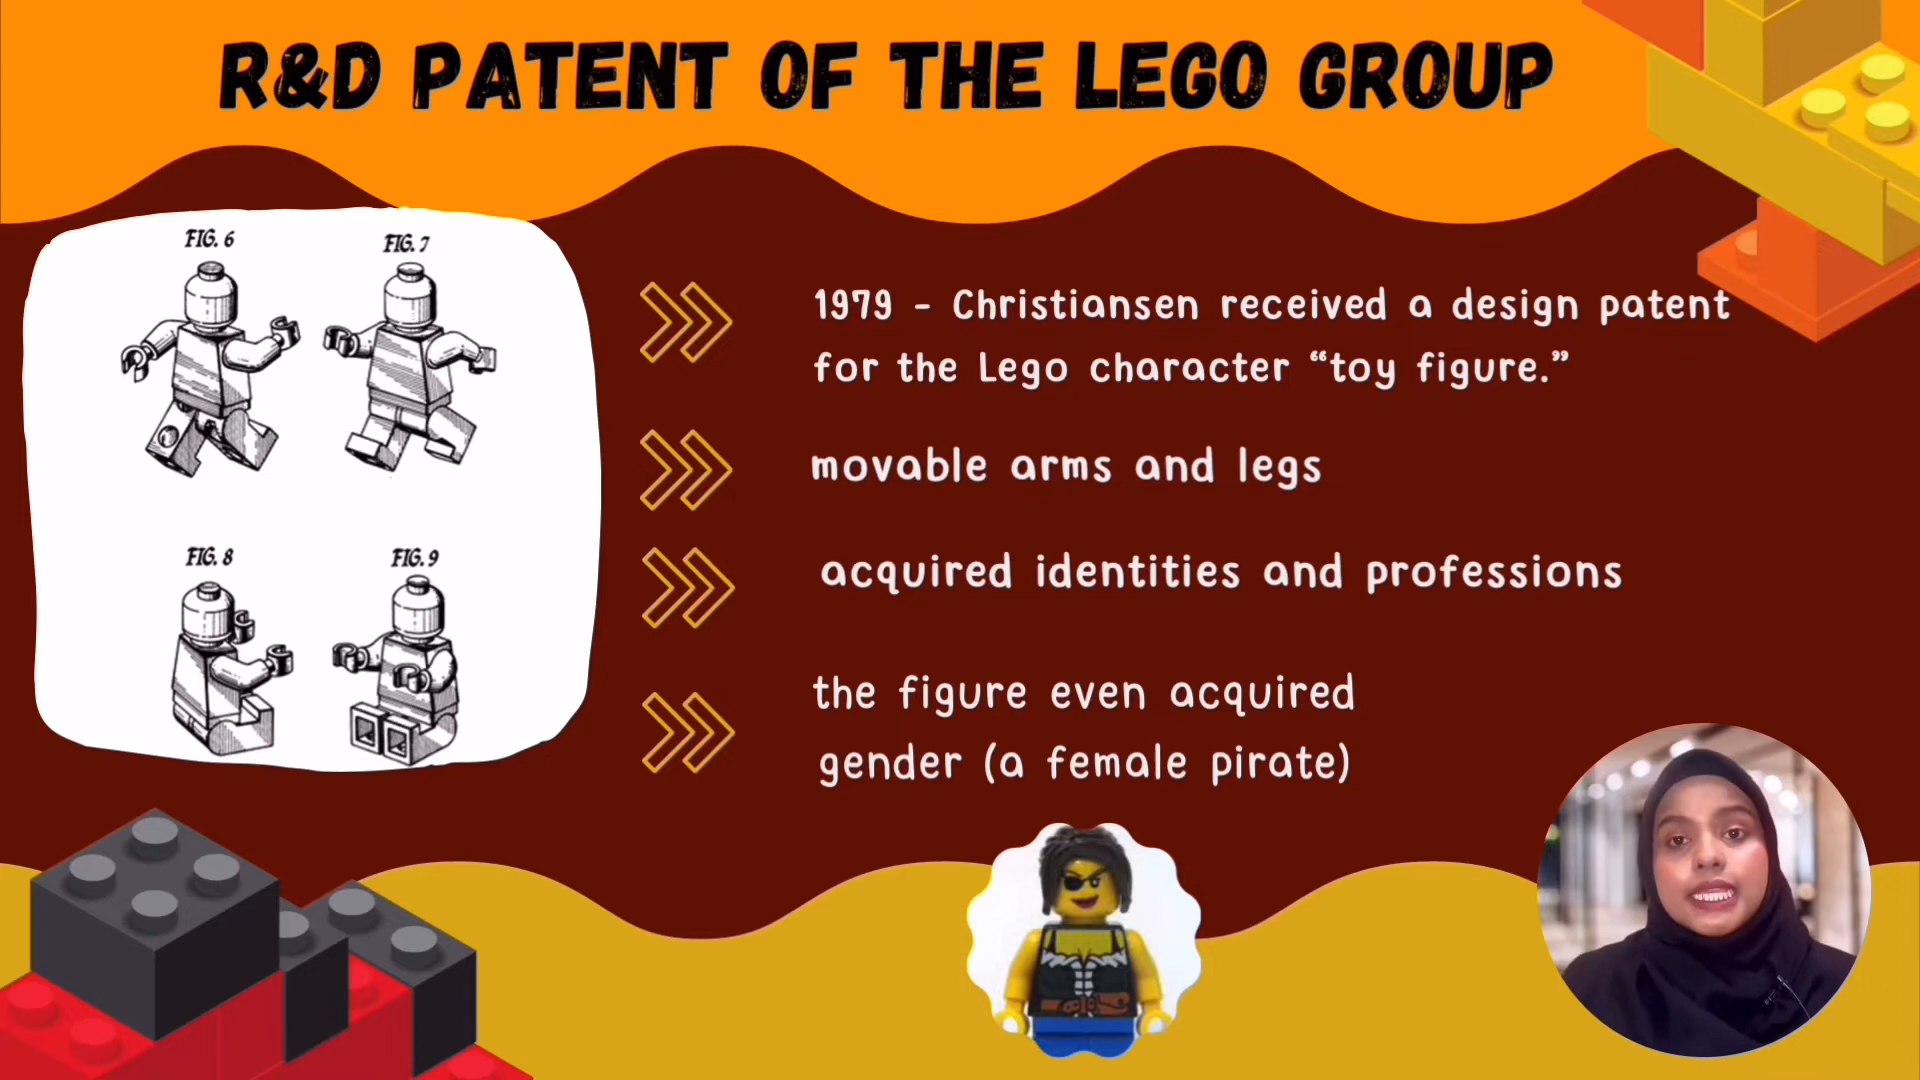 R&D PATENT OF THE LEGO GROUP
FIG. 6
FIG. 7
FIG. 8
FIG. 9
1979 - Christiansen received a design patent
for the Lego character “toy figure.”
movable arms and legs
acquired identities and professions
the figure even acquired
gender (a female pirate)